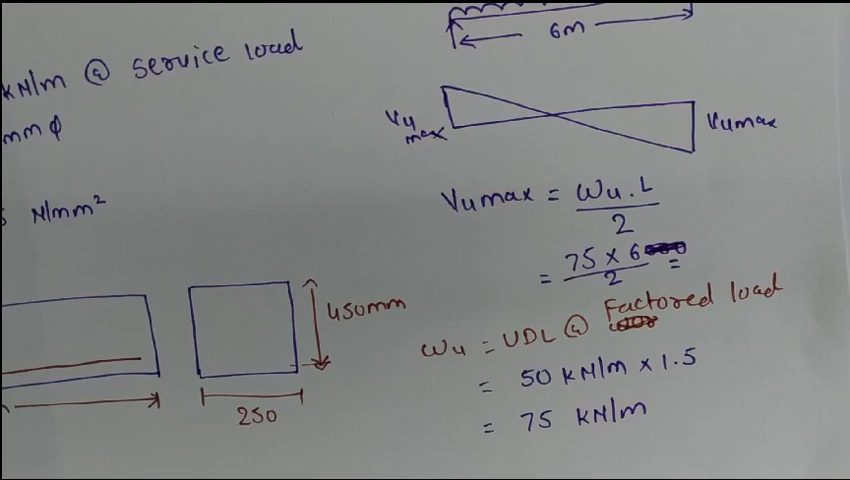 KN/m @ service load
mm ϕ
N/mm²
450mm
250
6m
Vu max
Vumax
Vumax = Wu.L / 2
= 75 × 6 / 2 =
Wu = UDL @ Factored load
= 50 KN/m × 1.5
= 75 KN/m